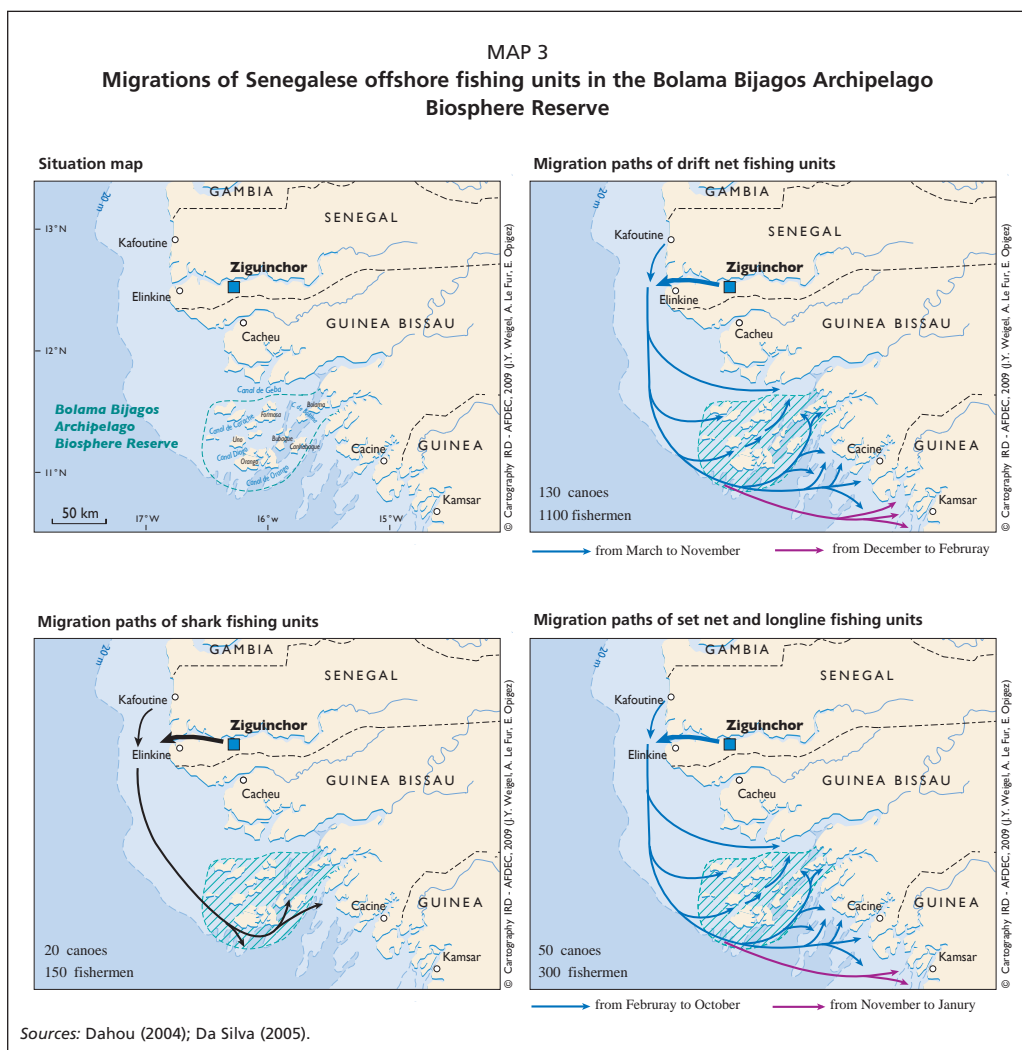 MAP 3
Migrations of Senegalese offshore fishing units in the Bolama Bijagos Archipelago
Biosphere Reserve
Situation map
20 m
GAMBIA
SENEGAL
13°N
Kafoutine
Ziguinchor
Elinkine
GUINEA BISSAU
Cacheu
12°N
Canal de Geba
Bolama
Formosa
Canal de Carache
Bolama Bijagos
Archipelago
Biosphere Reserve
Uno
Bubaque
Canhabaque
Canal Diogo
Orango
Canal de Orango
11°N
Cacine
GUINEA
Kamsar
50 km
17°W
16°W
15°W
© Cartography IRD - AFDEC, 2009 (J.Y. Weigel, A. Le Fur, E. Opigez)
Migration paths of drift net fishing units
20 m
GAMBIA
SENEGAL
Kafoutine
Ziguinchor
Elinkine
GUINEA BISSAU
Cacheu
GUINEA
Cacine
Kamsar
130 canoes
1100 fishermen
© Cartography IRD - AFDEC, 2009 (J.Y. Weigel, A. Le Fur, E. Opigez)
from March to November
from December to Februray
Migration paths of shark fishing units
20 m
GAMBIA
SENEGAL
Kafoutine
Ziguinchor
Elinkine
GUINEA BISSAU
Cacheu
GUINEA
Cacine
Kamsar
20 canoes
150 fishermen
© Cartography IRD - AFDEC, 2009 (J.Y. Weigel, A. Le Fur, E. Opigez)
Migration paths of set net and longline fishing units
20 m
GAMBIA
SENEGAL
Kafoutine
Ziguinchor
Elinkine
GUINEA BISSAU
Cacheu
GUINEA
Cacine
Kamsar
50 canoes
300 fishermen
© Cartography IRD - AFDEC, 2009 (J.Y. Weigel, A. Le Fur, E. Opigez)
from Februray to October
from November to Janury
Sources: Dahou (2004); Da Silva (2005).